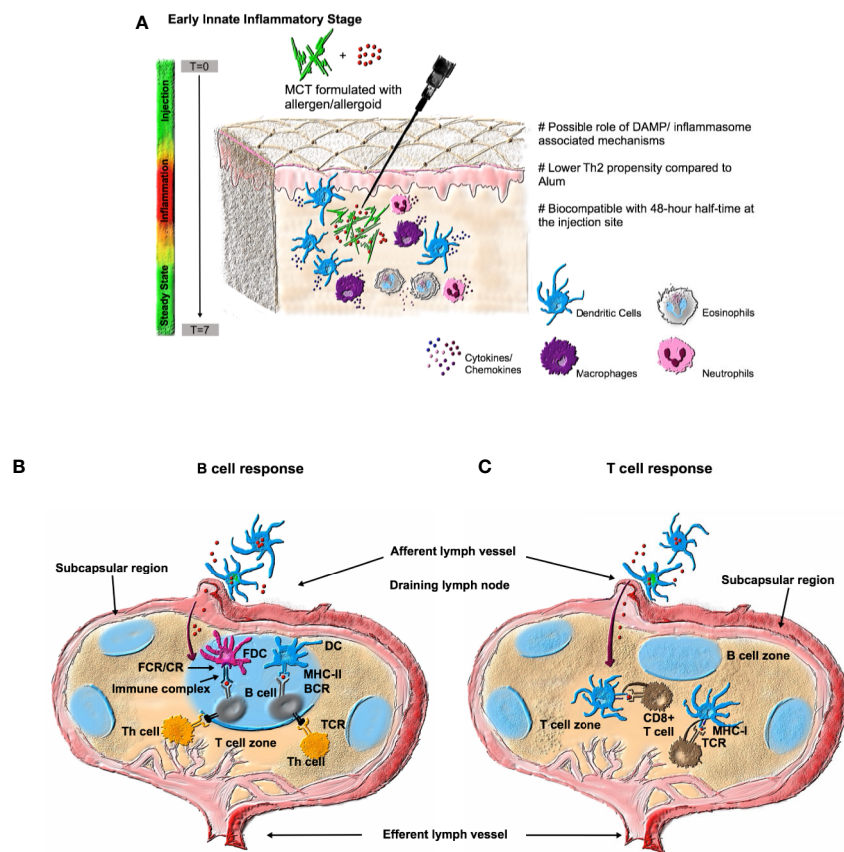 A
Early Innate Inflammatory Stage
T=0
+
MCT formulated with
allergen/allergoid
Injection
Inflammation
Steady State
T=7
# Possible role of DAMP/ inflammasome
associated mechanisms
# Lower Th2 propensity compared to
Alum
# Biocompatible with 48-hour half-time at
the injection site
Dendritic Cells
Eosinophils
Cytokines/
Chemokines
Macrophages
Neutrophils
B
B cell response
C
T cell response
Afferent lymph vessel
Draining lymph node
Subcapsular region
FDC
DC
FCR/CR
MHC-II
Immune complex
B cell
BCR
Th cell
TCR
T cell zone
Th cell
Subcapsular region
B cell zone
T cell zone
CD8+
T cell
MHC-I
TCR
Efferent lymph vessel